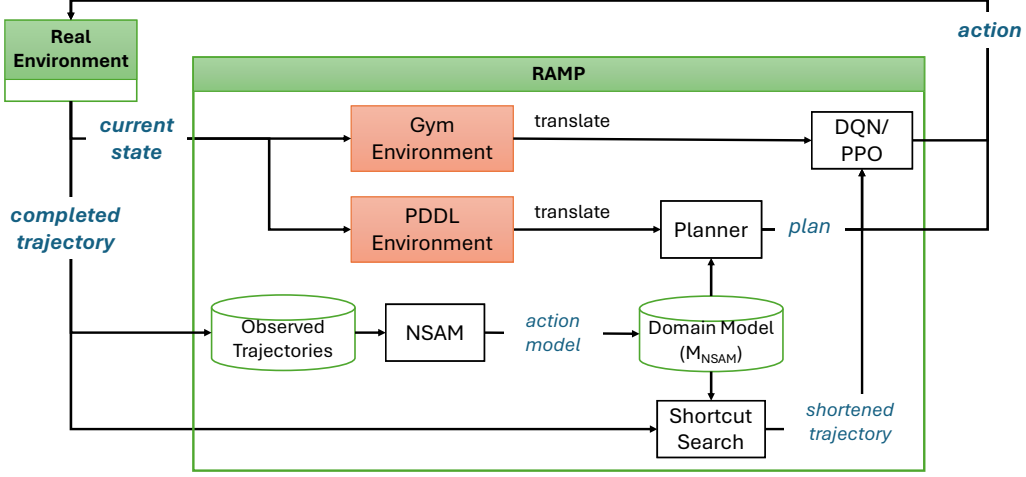 action
Real
Environment
RAMP
current
state
Gym
Environment
translate
DQN/
PPO
completed
trajectory
PDDL
Environment
translate
Planner
plan
Observed
Trajectories
NSAM
action
model
Domain Model
(M_NSAM)
Shortcut
Search
shortened
trajectory